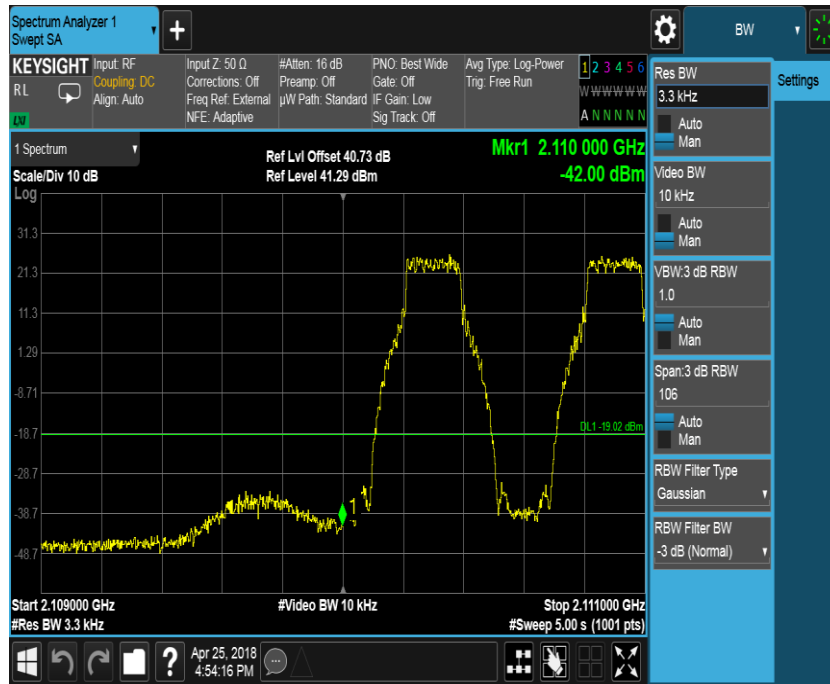 Spectrum Analyzer 1
Swept SA
+
BW
KEYSIGHT
RL
LXI
Input: RF
Coupling: DC
Align: Auto
Input Z: 50 Ω
Corrections: Off
Freq Ref: External
NFE: Adaptive
#Atten: 16 dB
Preamp: Off
µW Path: Standard
PNO: Best Wide
Gate: Off
IF Gain: Low
Sig Track: Off
Avg Type: Log-Power
Trig: Free Run
1 2 3 4 5 6
W W W W W W
A N N N N N
1 Spectrum
Scale/Div 10 dB
Ref Lvl Offset 40.73 dB
Ref Level 41.29 dBm
Mkr1 2.110 000 GHz
-42.00 dBm
Log
31.3
21.3
11.3
1.29
-8.71
-18.7
-28.7
-38.7
-48.7
DL1 -19.02 dBm
1
Start 2.109000 GHz
#Res BW 3.3 kHz
#Video BW 10 kHz
Stop 2.111000 GHz
#Sweep 5.00 s (1001 pts)
Res BW
3.3 kHz
Auto
Man
Video BW
10 kHz
Auto
Man
VBW:3 dB RBW
1.0
Auto
Man
Span:3 dB RBW
106
Auto
Man
RBW Filter Type
Gaussian
RBW Filter BW
-3 dB (Normal)
Settings
?
Apr 25, 2018
4:54:16 PM